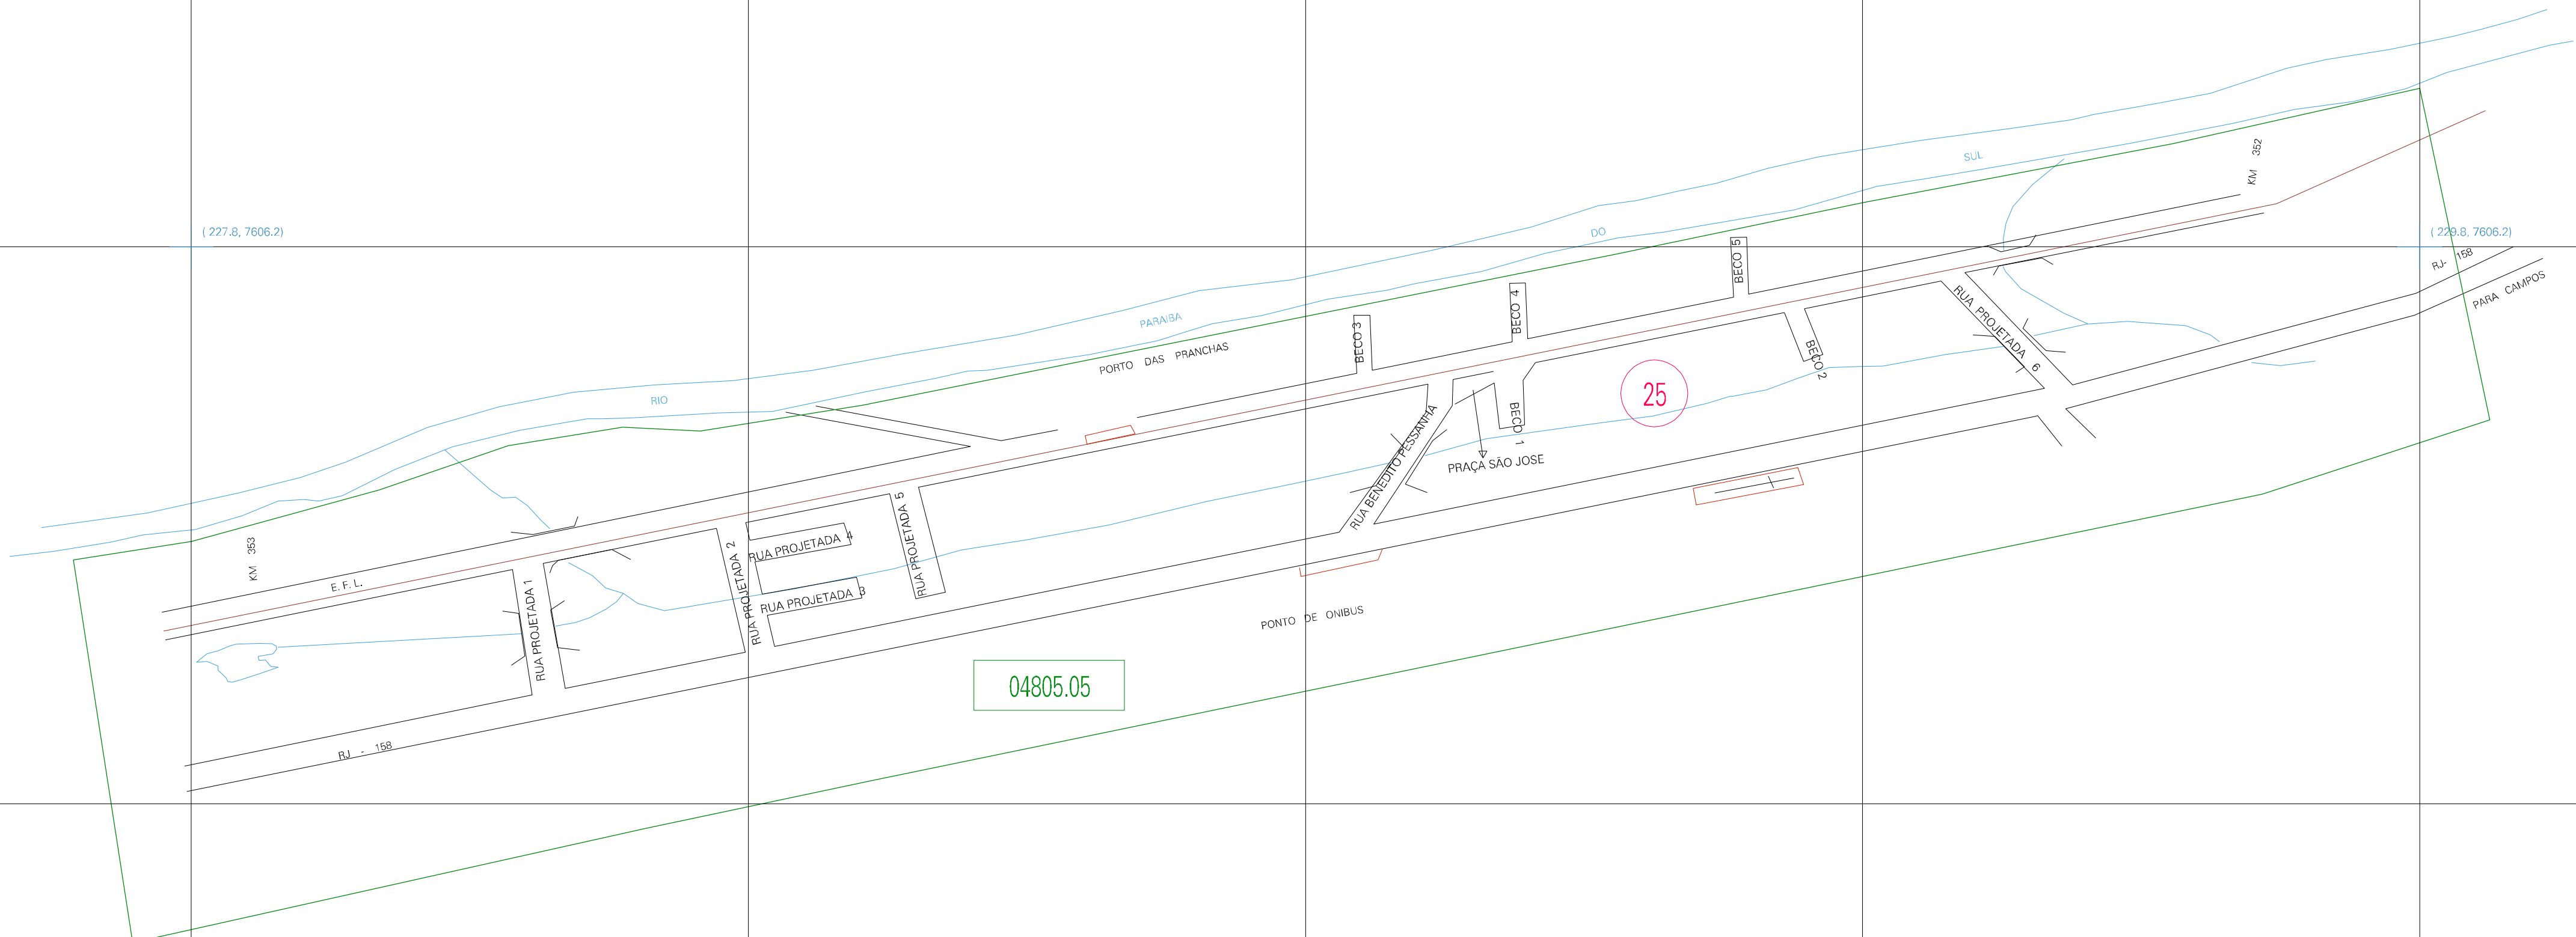 SUL
KM 352
( 227.8, 7606.2)
DO
( 229.8, 7606.2)
BECO 5
RJ- 158
PARA CAMPOS
RUA PROJETADA 6
BECO 4
PARAIBA
BECO 3
PORTO DAS PRANCHAS
BECO 2
25
RIO
BECO 1
RUA BENEDITO PESSANHA
PRAÇA SÃO JOSE
RUA PROJETADA 5
RUA PROJETADA 4
KM 353
E. F. L.
RUA PROJETADA 2
RUA PROJETADA 3
RUA PROJETADA 1
PONTO DE ONIBUS
04805.05
RJ - 158